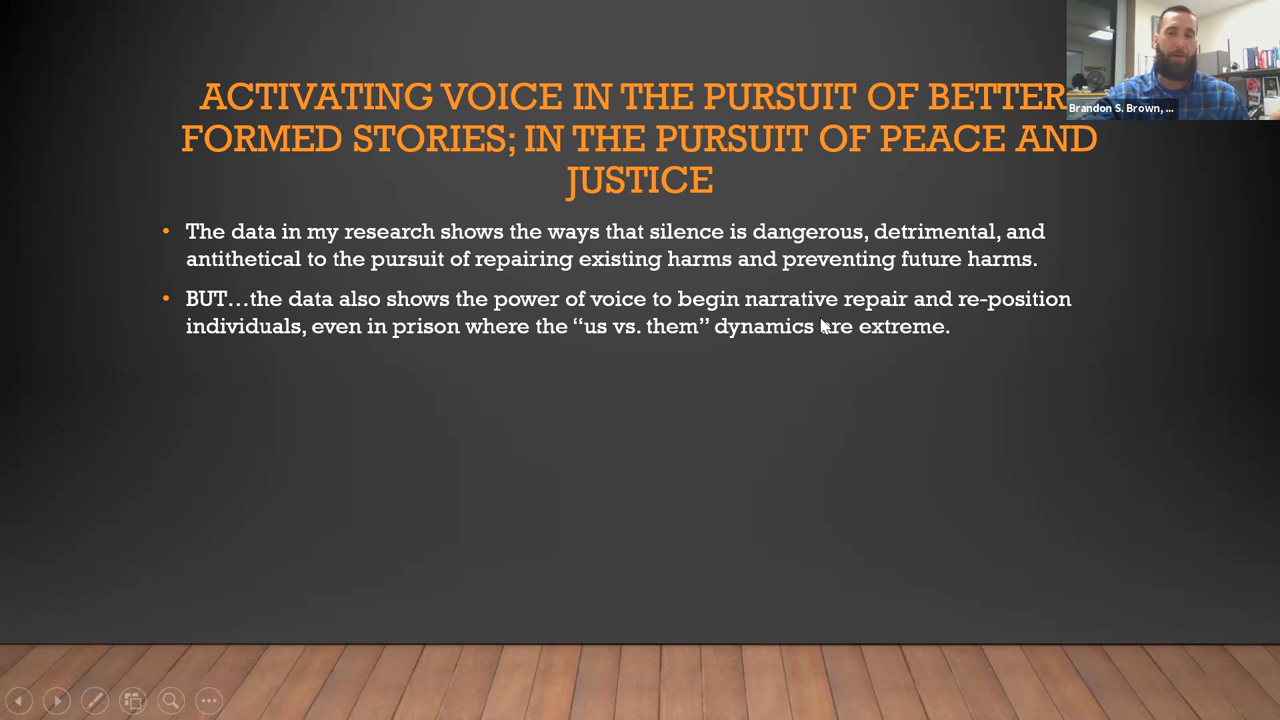 ACTIVATING VOICE IN THE PURSUIT OF BETTER
FORMED STORIES; IN THE PURSUIT OF PEACE AND
JUSTICE
• The data in my research shows the ways that silence is dangerous, detrimental, and
antithetical to the pursuit of repairing existing harms and preventing future harms.
• BUT…the data also shows the power of voice to begin narrative repair and re-position
individuals, even in prison where the “us vs. them” dynamics are extreme.
Brandon S. Brown, ...